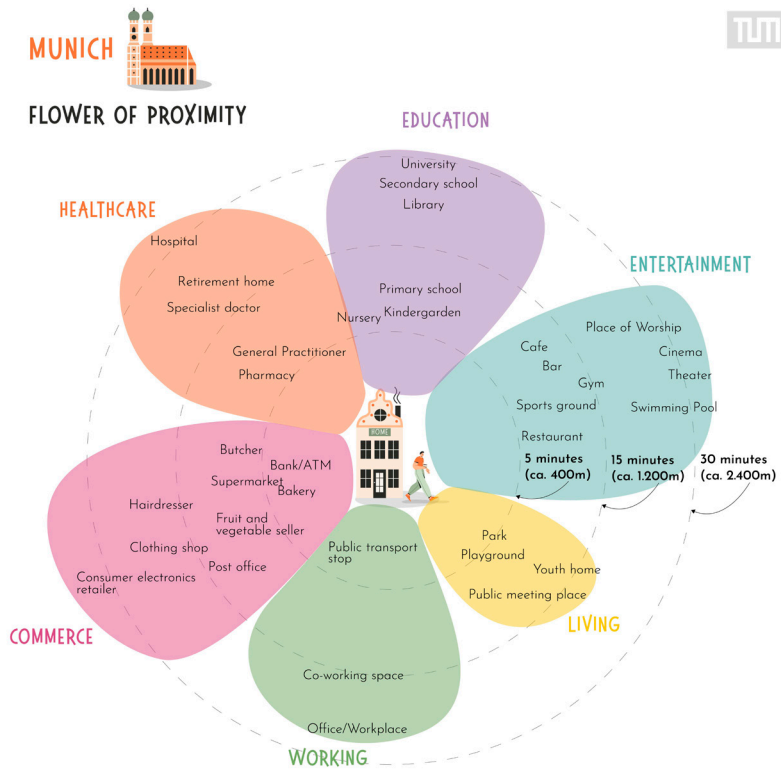 MUNICH
TUM
FLOWER OF PROXIMITY
EDUCATION
University
Secondary school
Library
Primary school
Kindergarden
Nursery
HEALTHCARE
Hospital
Retirement home
Specialist doctor
General Practitioner
Pharmacy
ENTERTAINMENT
Place of Worship
Cafe
Cinema
Bar
Theater
Gym
Sports ground
Swimming Pool
Restaurant
5 minutes
(ca. 400m)
15 minutes
(ca. 1.200m)
30 minutes
(ca. 2.400m)
HOME
COMMERCE
Butcher
Bank/ATM
Supermarket
Bakery
Hairdresser
Fruit and
vegetable seller
Clothing shop
Post office
Consumer electronics
retailer
LIVING
Park
Playground
Youth home
Public meeting place
WORKING
Public transport
stop
Co-working space
Office/Workplace